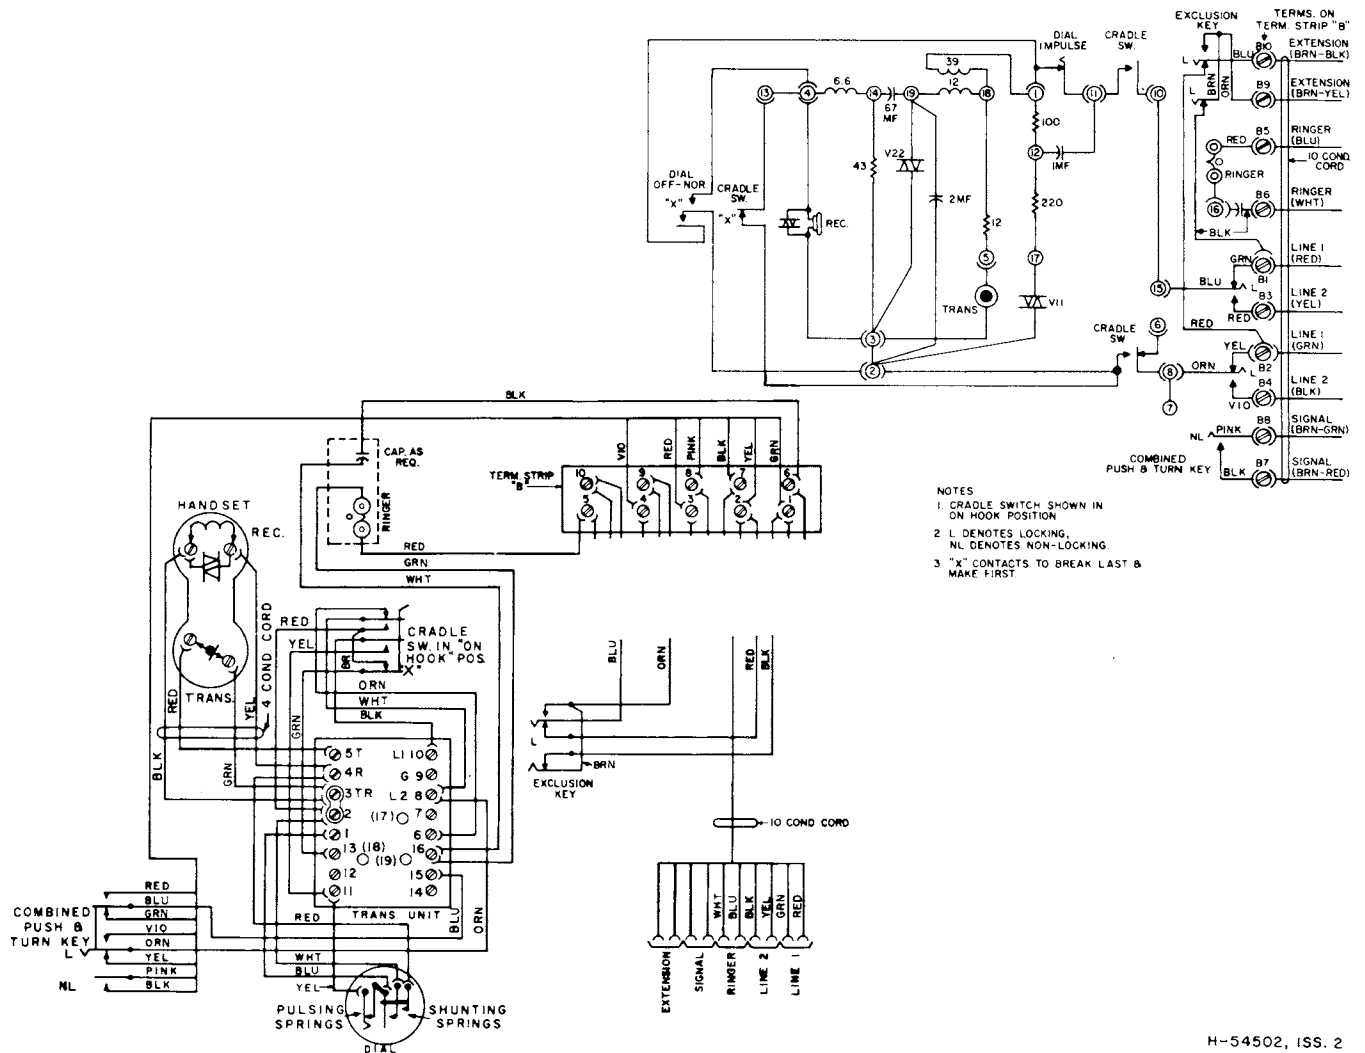 EXCLUSION
KEY
TERMS. ON
TERM. STRIP "B"
DIAL
IMPULSE
CRADLE
SW.
L
BLU
B10
EXTENSION
(BRN-BLK)
BRN
ORN
L
B9
EXTENSION
(BRN-YEL)
39
12
6.6
13
4
14
67
MF
19
18
1
11
10
100
12
1MF
RED
B5
RINGER
(BLU)
10 COND.
CORD
RINGER
B6
RINGER
(WHT)
16
BLK
V22
43
DIAL
OFF-NOR.
"X"
CRADLE
SW.
"X"
REC.
2MF
12
220
5
17
GRN
B1
LINE 1
(RED)
TRANS
V11
15
BLU
L
B3
LINE 2
(YEL)
RED
RED
3
2
CRADLE
SW
6
YEL
LINE 1
(GRN)
8
ORN
L
B2
B4
LINE 2
(BLK)
7
VIO
NL
PINK
B8
SIGNAL
(BRN-GRN)
COMBINED
PUSH & TURN KEY
BLK
B7
SIGNAL
(BRN-RED)
BLK
CAP. AS
REQ.
RINGER
VIO
RED
PINK
BLK
YEL
GRN
TERM. STRIP
"B"
10
9
8
7
6
5
4
3
2
1
NOTES
1. CRADLE SWITCH SHOWN IN
ON HOOK POSITION
2 L DENOTES LOCKING,
NL DENOTES NON-LOCKING.
3 "X" CONTACTS TO BREAK LAST &
MAKE FIRST.
HANDSET
REC.
TRANS.
4 COND CORD
RED
GRN
WHT
RED
YEL
BR
CRADLE
SW. IN "ON
HOOK" POS.
"X"
ORN
WHT
BLK
GRN
RED
YEL
BLK
GRN
5T
4R
3TR
2
1
13
12
11
(17)
(18)
(19)
L1 10
G 9
L2 8
7
6
16
15
14
TRANS UNIT
RED
BLU
ORN
BLU
ORN
RED
BLK
L
BRN
EXCLUSION
KEY
10 COND CORD
WHT
BLU
BLK
YEL
GRN
RED
EXTENSION
SIGNAL
RINGER
LINE 2
LINE 1
COMBINED
PUSH &
TURN KEY
L
NL
RED
BLU
GRN
VIO
ORN
YEL
PINK
BLK
WHT
BLU
YEL
PULSING
SPRINGS
SHUNTING
SPRINGS
DIAL
H-54502, ISS. 2